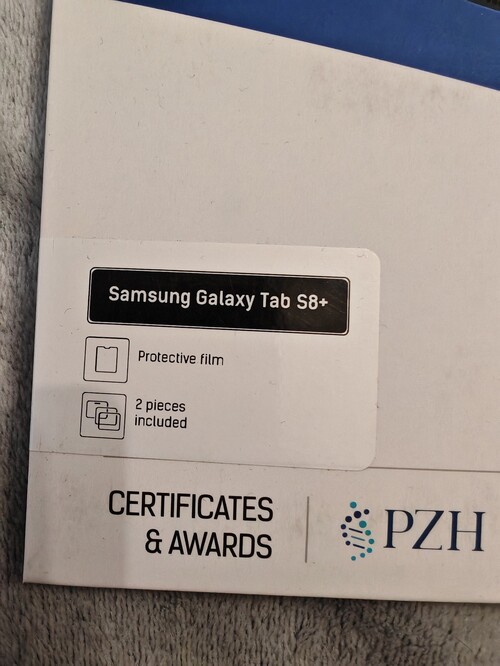 Samsung Galaxy Tab S8+
Protective film
2 pieces
included
CERTIFICATES
& AWARDS
PZH